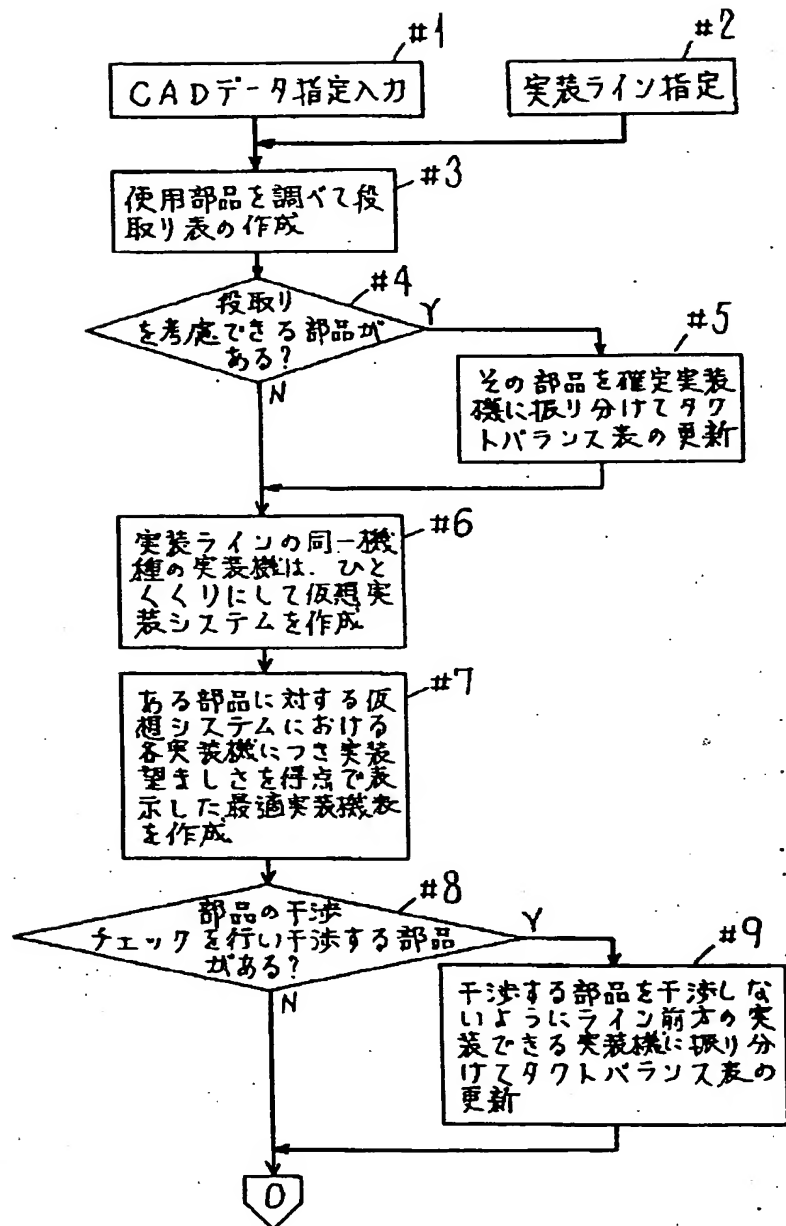 #1
CADデータ指定入力
#2
実装ライン指定
#3
使用部品を調べて段
取り表の作成
#4
段取り
を考慮できる部品が
ある?
Y
N
#5
その部品を確定実装
機に振り分けてタク
トバランス表の更新
#6
実装ラインの同一機
種の実装機は、ひと
くくりにして仮想実
装システムを作成
#7
ある部品に対する仮
想システムにおける
各実装機につき実装
望ましさを得点で表
示した最適実装機表
を作成
#8
部品の干渉
チェックを行い干渉する部品
がある?
Y
N
#9
干渉する部品を干渉しな
いようにライン前方の実
装できる実装機に振り分
けてタクトバランス表の
更新
O